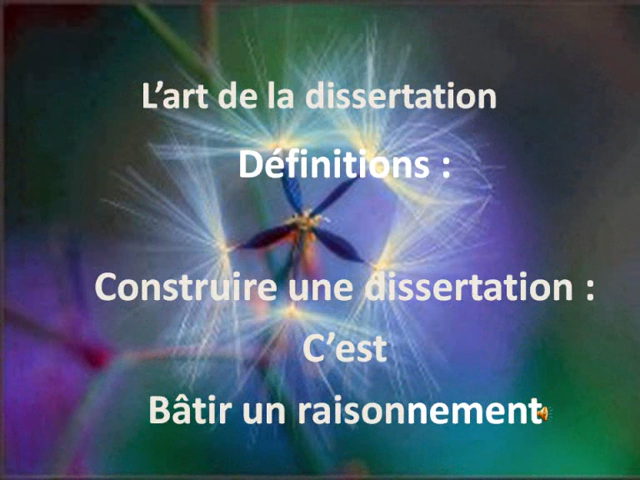 L’art de la dissertation
Définitions :
Construire une dissertation :
C’est
Bâtir un raisonnement